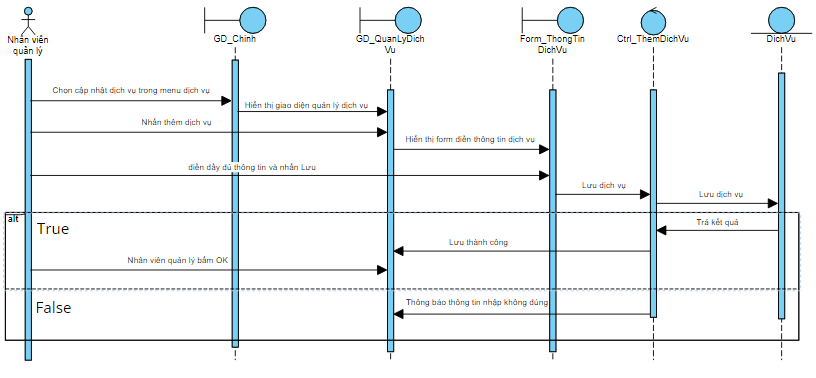 Nhân viên
quản lý
GD_Chinh
GD_QuanLyDich
Vu
Form_ThongTin
DichVu
Ctrl_ThemDichVu
DichVu
Chọn cập nhật dịch vụ trong menu dịch vụ
Hiển thị giao diện quản lý dịch vụ
Nhấn thêm dịch vụ
Hiển thị form điền thông tin dịch vụ
điền đầy đủ thông tin và nhấn Lưu
Lưu dịch vụ
Lưu dịch vụ
alt
True
Trả kết quả
Lưu thành công
Nhân viên quản lý bấm OK
False
Thông báo thông tin nhập không đúng